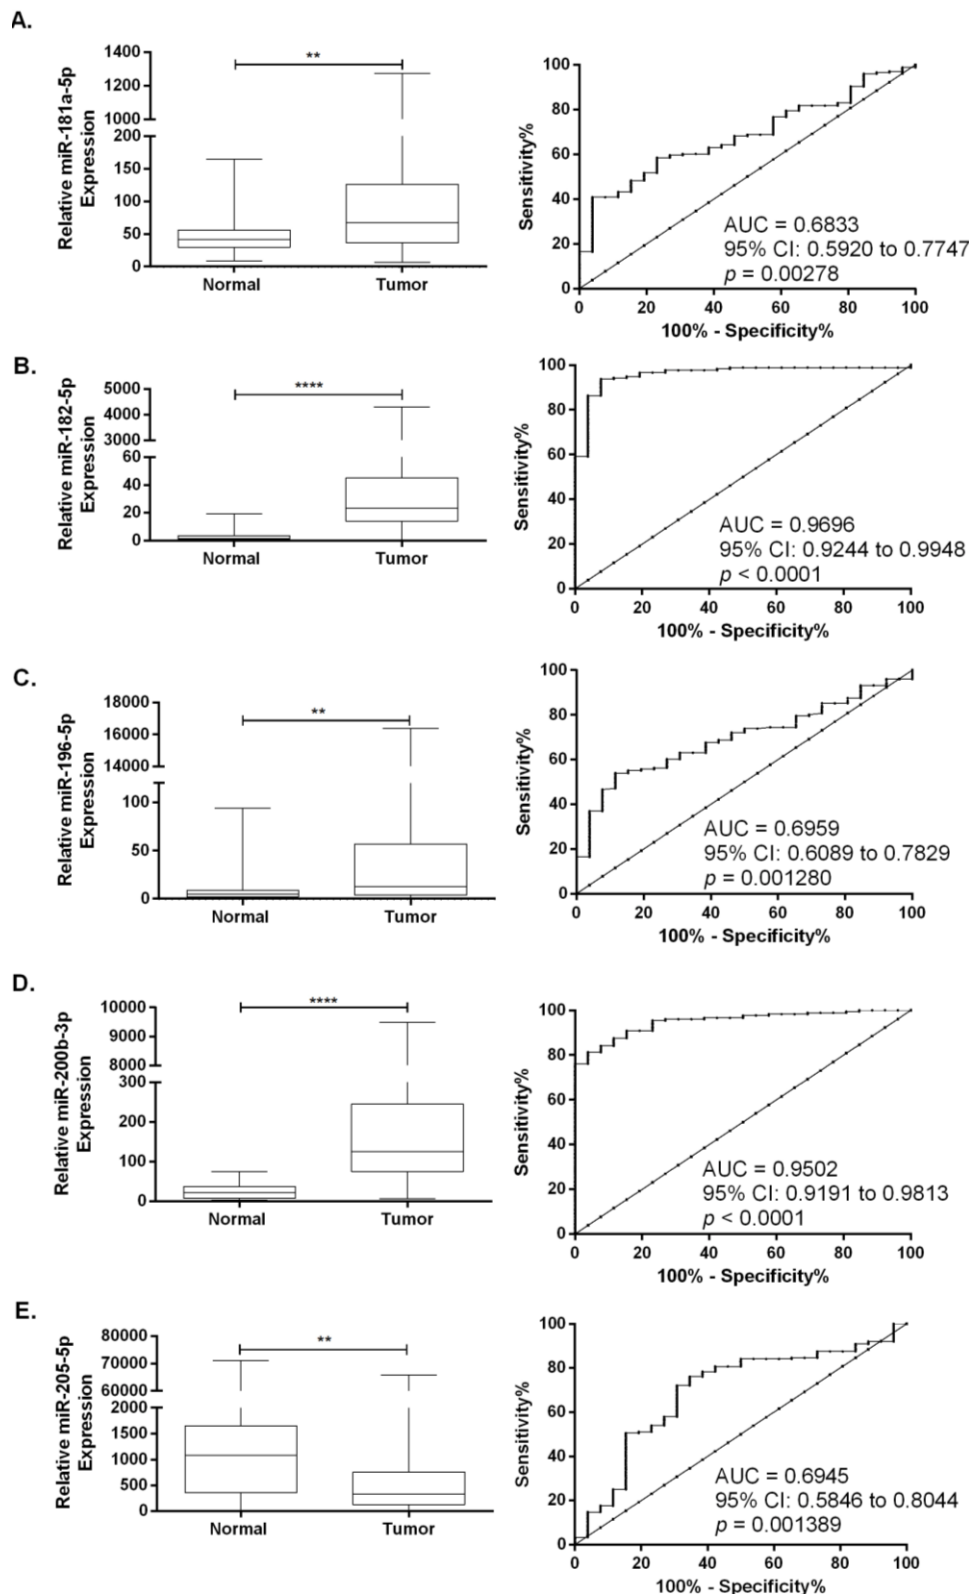 A.
Relative miR-181a-5p
Expression
1400
1200
1000
200
150
100
50
0
**
Normal Tumor
Sensitivity%
100
80
60
40
20
0
AUC = 0.6833
95% CI: 0.5920 to 0.7747
p = 0.00278
0 20 40 60 80 100
100% - Specificity%
B.
Relative miR-182-5p
Expression
5000
4000
3000
60
40
20
0
****
Normal Tumor
Sensitivity%
100
80
60
40
20
0
AUC = 0.9696
95% CI: 0.9244 to 0.9948
p < 0.0001
0 20 40 60 80 100
100% - Specificity%
C.
Relative miR-196-5p
Expression
18000
16000
14000
100
50
0
**
Normal Tumor
Sensitivity%
100
80
60
40
20
0
AUC = 0.6959
95% CI: 0.6089 to 0.7829
p = 0.001280
0 20 40 60 80 100
100% - Specificity%
D.
Relative miR-200b-3p
Expression
10000
9000
8000
300
200
100
0
****
Normal Tumor
Sensitivity%
100
80
60
40
20
0
AUC = 0.9502
95% CI: 0.9191 to 0.9813
p < 0.0001
0 20 40 60 80 100
100% - Specificity%
E.
Relative miR-205-5p
Expression
80000
70000
60000
2000
1500
1000
500
0
**
Normal Tumor
Sensitivity%
100
80
60
40
20
0
AUC = 0.6945
95% CI: 0.5846 to 0.8044
p = 0.001389
0 20 40 60 80 100
100% - Specificity%